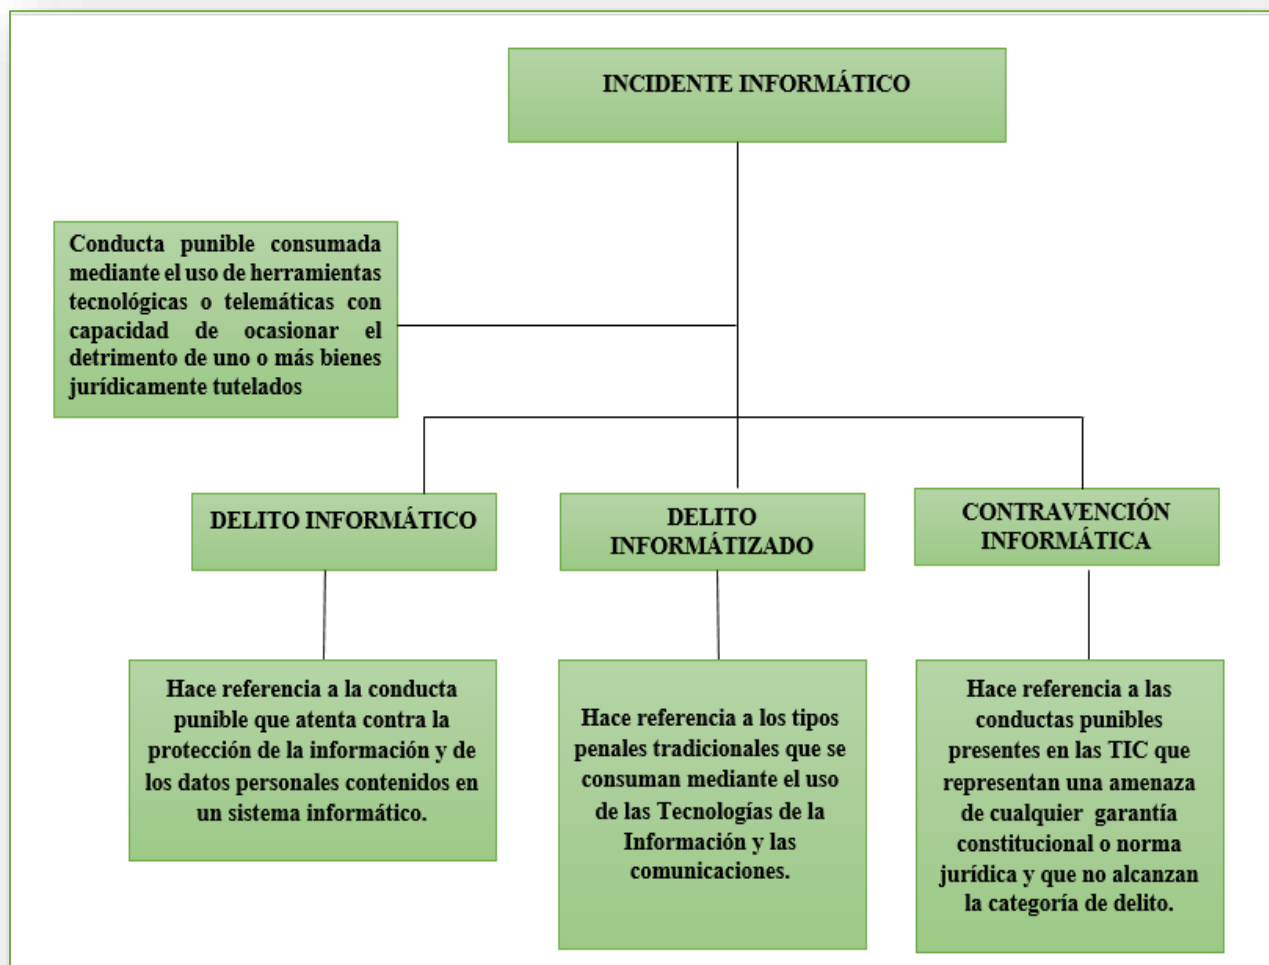 INCIDENTE INFORMÁTICO
Conducta punible consumada
mediante el uso de herramientas
tecnológicas o telemáticas con
capacidad de ocasionar el
detrimento de uno o más bienes
jurídicamente tutelados
DELITO INFORMÁTICO
DELITO
INFORMÁTIZADO
CONTRAVENCIÓN
INFORMÁTICA
Hace referencia a la conducta
punible que atenta contra la
protección de la información y de
los datos personales contenidos en
un sistema informático.
Hace referencia a los tipos
penales tradicionales que se
consuman mediante el uso
de las Tecnologías de la
Información y las
comunicaciones.
Hace referencia a las
conductas punibles
presentes en las TIC que
representan una amenaza
de cualquier garantía
constitucional o norma
jurídica y que no alcanzan
la categoría de delito.